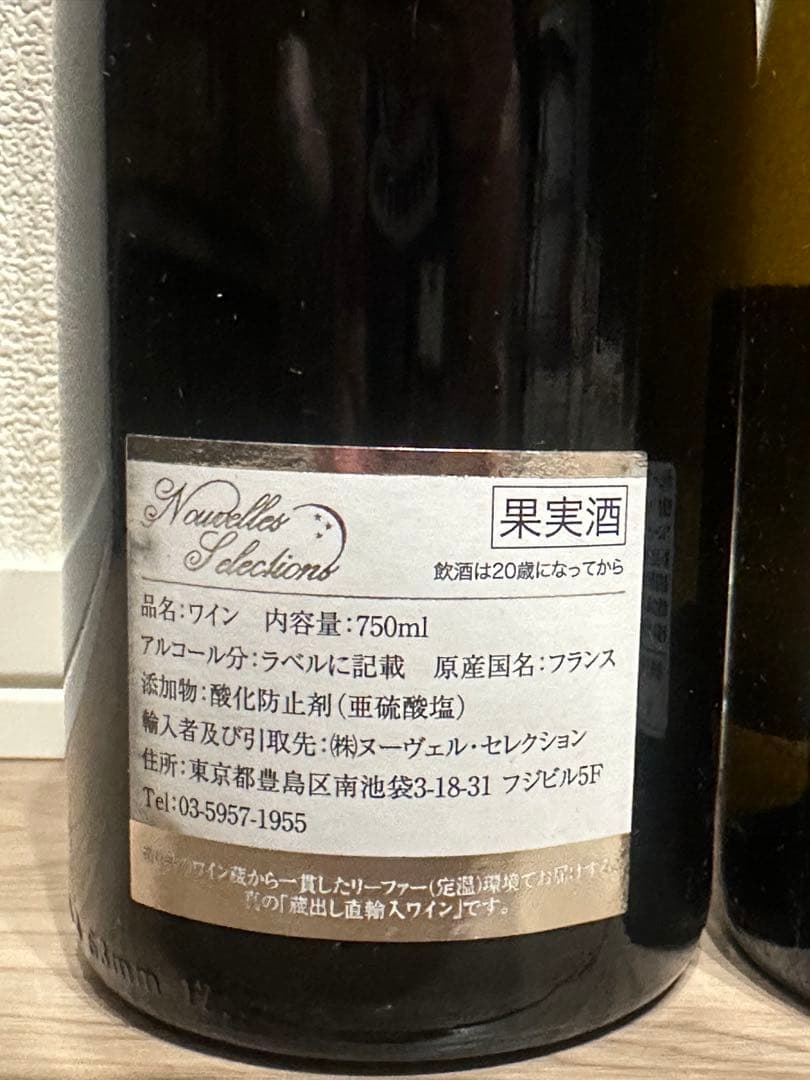 Nouvelles
Selections
果実酒
飲酒は20歳になってから
品名:ワイン 内容量:750ml
アルコール分:ラベルに記載 原産国名:フランス
添加物:酸化防止剤(亜硫酸塩)
輸入者及び引取先:㈱ヌーヴェル・セレクション
住所:東京都豊島区南池袋3-18-31 フジビル5F
Tel:03-5957-1955
ワイン蔵から一貫したリーファー(定温)環境でお届けする
真の「蔵出し直輸入ワイン」です。
63mm